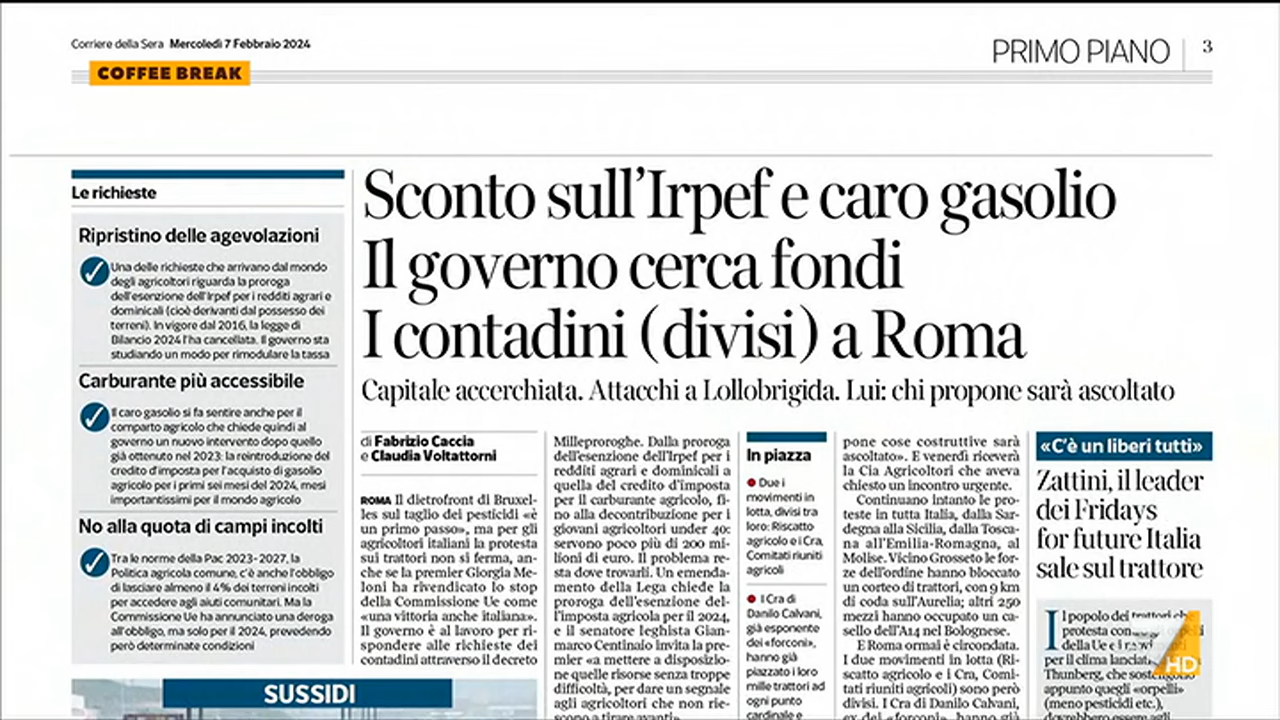 Corriere della Sera Mercoledì 7 Febbraio 2024
PRIMO PIANO
3
COFFEE BREAK
Le richieste
Ripristino delle agevolazioni
Una delle richieste che arrivano dal mondo
degli agricoltori riguarda la proroga
dell'esenzione dell'Irpef per i redditi agrari e
dominicali (cioè derivanti dal possesso dei
terreni). In vigore dal 2016, la legge di
Bilancio 2024 l'ha cancellata. Il governo sta
studiando un modo per rimodulare la tassa
Carburante più accessibile
Il caro gasolio si fa sentire anche per il
comparto agricolo che chiede quindi al
governo un nuovo intervento dopo quello
già ottenuto nel 2023: la reintroduzione del
credito d'imposta per l'acquisto di gasolio
agricolo per i primi sei mesi del 2024, mesi
importantissimi per il mondo agricolo
No alla quota di campi incolti
Tra le norme della Pac 2023-2027, la
Politica agricola comune, c'è anche l'obbligo
di lasciare almeno il 4% dei terreni incolti
per accedere agli aiuti comunitari. Ma la
Commissione Ue ha annunciato una deroga
all'obbligo, ma solo per il 2024, prevedendo
però determinate condizioni
SUSSIDI
Sconto sull'Irpef e caro gasolio
Il governo cerca fondi
I contadini (divisi) a Roma
Capitale accerchiata. Attacchi a Lollobrigida. Lui: chi propone sarà ascoltato
di Fabrizio Caccia
e Claudia Voltattorni
ROMA Il dietrofront di Bruxel-
les sul taglio dei pesticidi «è
un primo passo», ma per gli
agricoltori italiani la protesta
sui trattori non si ferma, an-
che se la premier Giorgia Me-
loni ha rivendicato lo stop
della Commissione Ue come
«una vittoria anche italiana».
Il governo è al lavoro per ri-
spondere alle richieste dei
contadini attraverso il decreto
Milleproroghe. Dalla proroga
dell'esenzione dell'Irpef per i
redditi agrari e dominicali a
quella del credito d'imposta
per il carburante agricolo, fi-
no alla decontribuzione per i
giovani agricoltori under 40:
servono poco più di 200 mi-
lioni di euro. Il problema re-
sta dove trovarli. Un emenda-
mento della Lega chiede la
proroga dell'esenzione del-
l'imposta agricola per il 2024,
e il senatore leghista Gian-
marco Centinaio invita la pre-
mier «a mettere a disposizio-
ne quelle risorse senza troppe
difficoltà, per dare un segnale
agli agricoltori che non rie-
scono a tirare avanti».
In piazza
Due i
movimenti in
lotta, divisi tra
loro: Riscatto
agricolo e i Cra,
Comitati riuniti
agricoli
I Cra di
Danilo Calvani,
già esponente
dei «forconi»,
hanno già
piazzato i loro
mille trattori ad
ogni punto
cardinale e
pone cose costruttive sarà
ascoltato». E venerdì riceverà
la Cia Agricoltori che aveva
chiesto un incontro urgente.
Continuano intanto le pro-
teste in tutta Italia, dalla Sar-
degna alla Sicilia, dalla Tosca-
na all'Emilia-Romagna, al
Molise. Vicino Grosseto le for-
ze dell'ordine hanno bloccato
un corteo di trattori, con 9 km
di coda sull'Aurelia; altri 250
mezzi hanno occupato un ca-
sello dell'A14 nel Bolognese.
E Roma ormai è circondata.
I due movimenti in lotta (Ri-
scatto agricolo e i Cra, Comi-
tati riuniti agricoli) sono però
divisi. I Cra di Danilo Calvani,
ex dei «forconi», hanno già
«C'è un liberi tutti»
Zattini, il leader
dei Fridays
for future Italia
sale sul trattore
Il popolo dei trattori che
protesta con
della Ue e i
per il clima lanciata
Thunberg, che sostengono
appunto quegli «orpelli»
(meno pesticidi etc.),
dovrebbero essere agli
HD